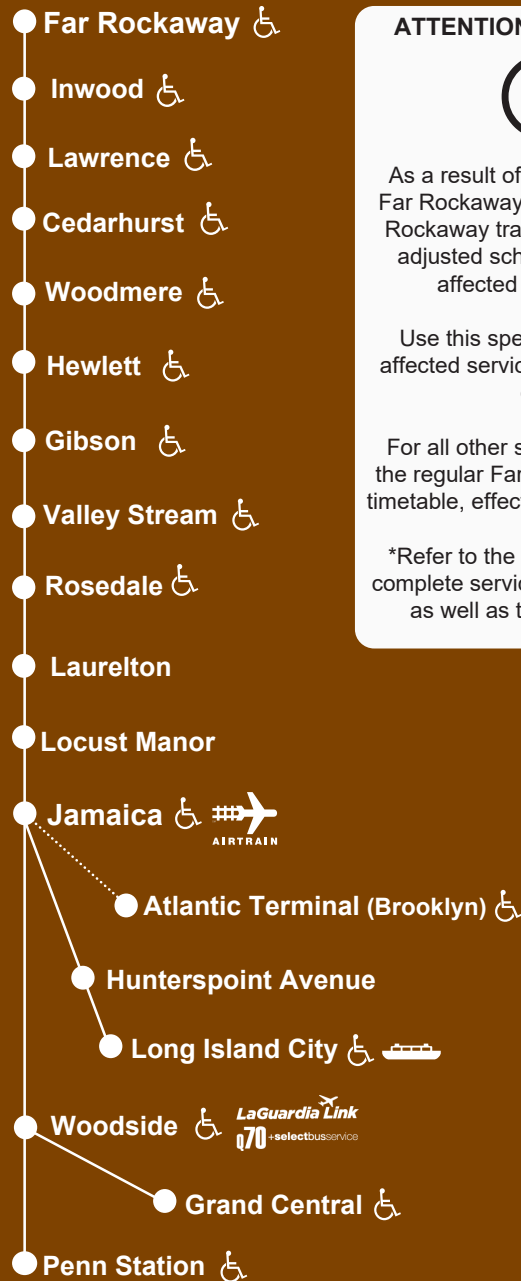 Far Rockaway
Inwood
Lawrence
Cedarhurst
Woodmere
Hewlett
Gibson
Valley Stream
Rosedale
Laurelton
Locust Manor
Jamaica
AIRTRAIN
Atlantic Terminal (Brooklyn)
Hunterspoint Avenue
Long Island City
Woodside
LaGuardia Link
Q70 +selectbusservice
Grand Central
Penn Station
ATTENTION
As a result of
Far Rockaway
Rockaway tra
adjusted sch
affected
Use this spe
affected servic
For all other s
the regular Far
timetable, effect
*Refer to the
complete servic
as well as t